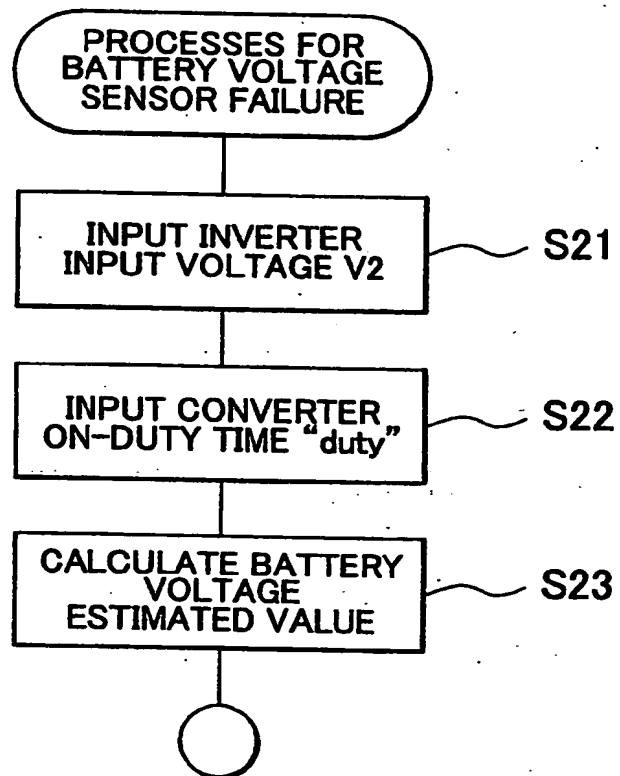 PROCESSES FOR
BATTERY VOLTAGE
SENSOR FAILURE
INPUT INVERTER
INPUT VOLTAGE V2
S21
INPUT CONVERTER
ON-DUTY TIME “duty”
S22
CALCULATE BATTERY
VOLTAGE
ESTIMATED VALUE
S23